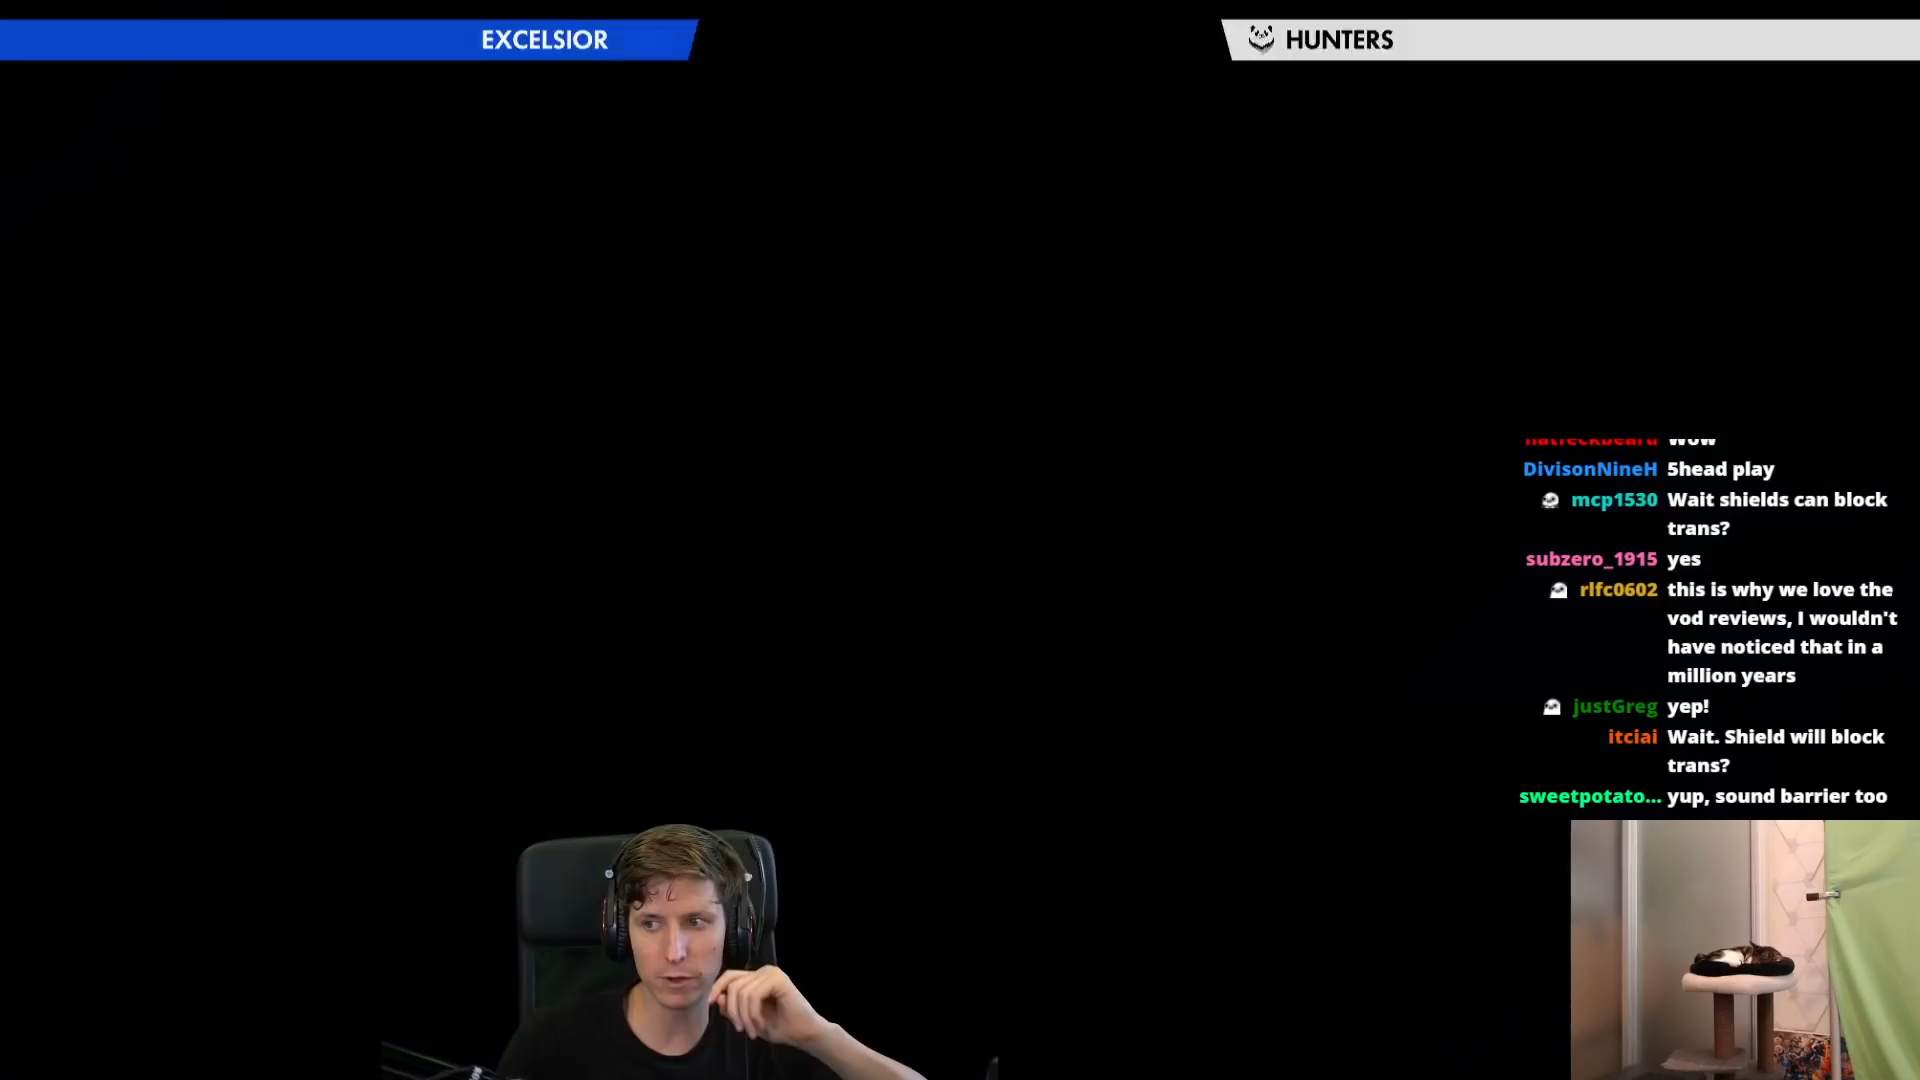 EXCELSIOR
HUNTERS
natreckbeard wow
DivisonNineH 5head play
mcp1530 Wait shields can block
trans?
subzero_1915 yes
rlfc0602 this is why we love the
vod reviews, I wouldn't
have noticed that in a
million years
justGreg yep!
itciai Wait. Shield will block
trans?
sweetpotato... yup, sound barrier too